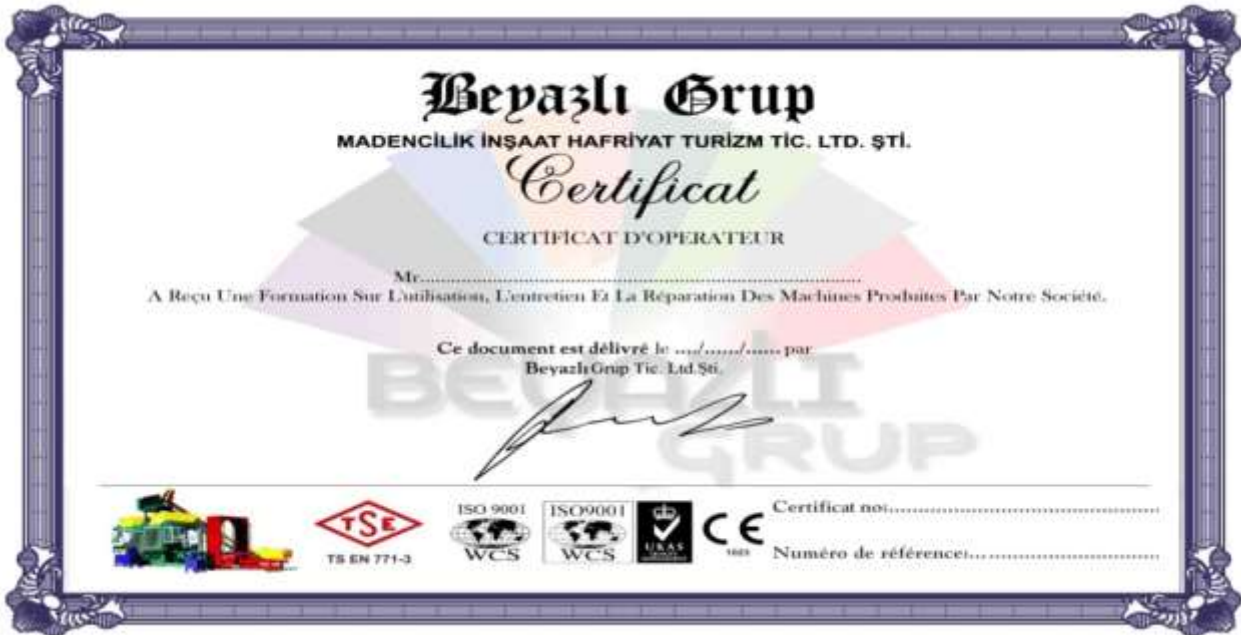 Beyazlı Grup
MADENCİLİK İNŞAAT HAFRİYAT TURİZM TİC. LTD. ŞTİ.
Certificat
CERTİFİCAT D'OPERATEUR
Mr..............................................................................
A Reçu Une Formation Sur L'utilisation, L'entretien Et La Réparation Des Machines Produites Par Notre Société.
Ce document est délivré le ..../....../...... par
Beyazlı Grup Tic. Ltd.Şti.
BEYAZLI
GRUP
TSE
TS EN 771-3
ISO 9001
WCS
ISO9001
WCS
UKAS
CE
Certificat no:..............................................
Numéro de référence:..................................